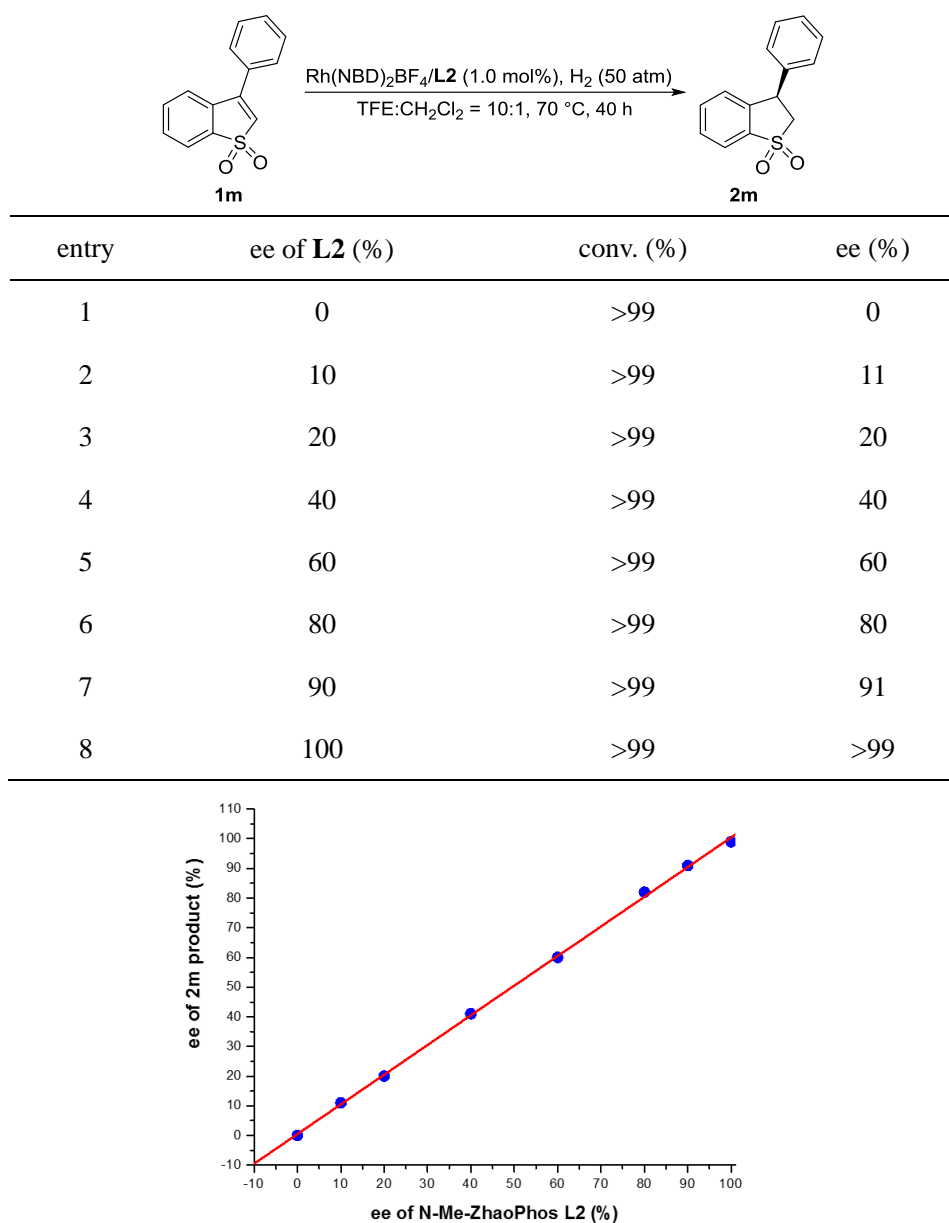 Rh(NBD)₂BF₄/L2 (1.0 mol%), H₂ (50 atm)
TFE:CH₂Cl₂ = 10:1, 70 °C, 40 h
S
O O
1m
S
O O
2m
entry ee of L2 (%) conv. (%) ee (%)
1 0 >99 0
2 10 >99 11
3 20 >99 20
4 40 >99 40
5 60 >99 60
6 80 >99 80
7 90 >99 91
8 100 >99 >99
110
100
90
80
70
60
50
40
30
20
10
0
-10
ee of 2m product (%)
-10 0 10 20 30 40 50 60 70 80 90 100
ee of N-Me-ZhaoPhos L2 (%)